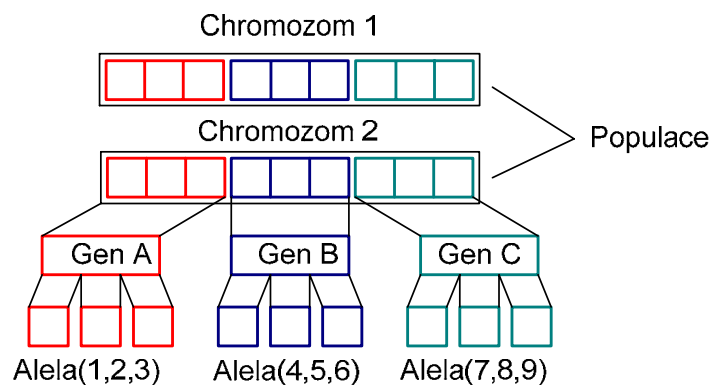 Chromozom 1
Chromozom 2
Populace
Gen A
Gen B
Gen C
Alela(1,2,3)
Alela(4,5,6)
Alela(7,8,9)